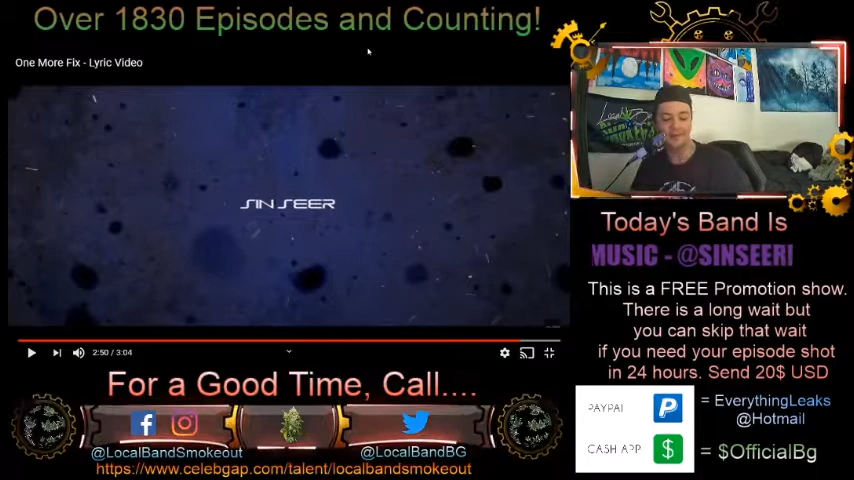 Over 1830 Episodes and Counting!
One More Fix - Lyric Video
SIN SEER
2:50 / 3:04
Today's Band Is
MUSIC - @SINSEERI
This is a FREE Promotion show.
There is a long wait but
you can skip that wait
if you need your episode shot
in 24 hours. Send 20$ USD
PAYPAL
= EverythingLeaks
@Hotmail
CASH APP
$
= $OfficialBg
For a Good Time, Call....
@LocalBandSmokeout
@LocalBandBG
https://www.celebgap.com/talent/localbandsmokeout